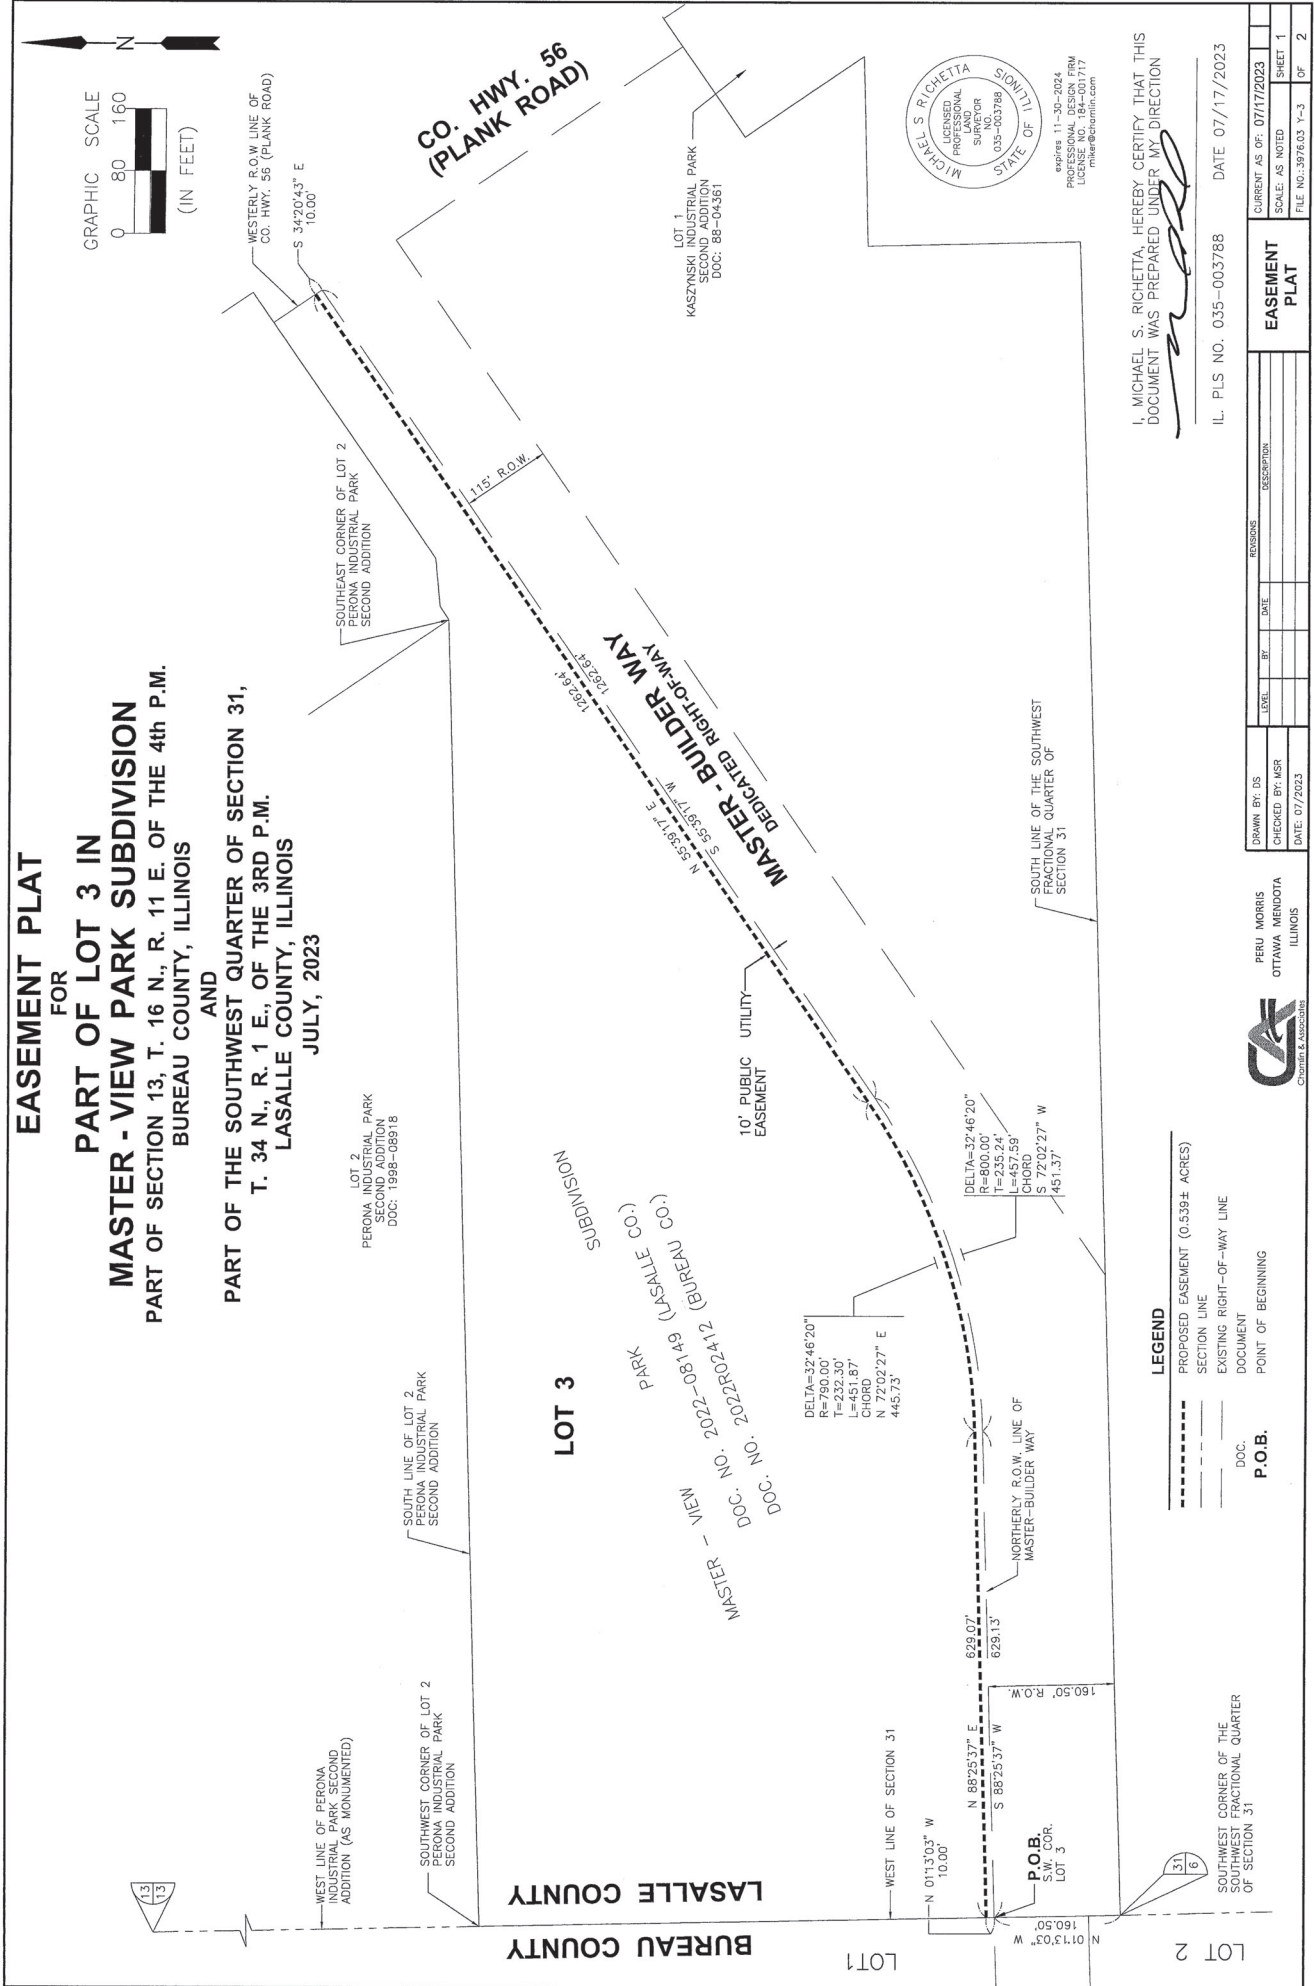 EASEMENT PLAT
FOR
PART OF LOT 3 IN
MASTER - VIEW PARK SUBDIVISION
PART OF SECTION 13, T. 16 N., R. 11 E. OF THE 4th P.M.
BUREAU COUNTY, ILLINOIS
AND
PART OF THE SOUTHWEST QUARTER OF SECTION 31,
T. 34 N., R. 1 E., OF THE 3RD P.M.
LASALLE COUNTY, ILLINOIS
JULY, 2023
N
GRAPHIC SCALE
0 80 160
(IN FEET)
WESTERLY R.O.W LINE OF
CO. HWY. 56 (PLANK ROAD)
S 34°20'43" E
10.00'
CO. HWY. 56
(PLANK ROAD)
SOUTHEAST CORNER OF LOT 2
PERONA INDUSTRIAL PARK
SECOND ADDITION
LOT 2
PERONA INDUSTRIAL PARK
SECOND ADDITION
DOC: 1998-08918
SOUTH LINE OF LOT 2
PERONA INDUSTRIAL PARK
SECOND ADDITION
13
13
WEST LINE OF PERONA
INDUSTRIAL PARK SECOND
ADDITION (AS MONUMENTED)
SOUTHWEST CORNER OF LOT 2
PERONA INDUSTRIAL PARK
SECOND ADDITION
LASALLE COUNTY
BUREAU COUNTY
LOT 3
MASTER - VIEW PARK SUBDIVISION
DOC. NO. 2022-08149 (LASALLE CO.)
DOC. NO. 2022R02412 (BUREAU CO.)
115' R.O.W.
1262.64'
1262.64'
N 55°39'17" E
S 55°39'17" W
MASTER - BUILDER WAY
DEDICATED RIGHT-OF-WAY
10' PUBLIC UTILITY
EASEMENT
LOT 1
KASZYNSKI INDUSTRIAL PARK
SECOND ADDITION
DOC: 88-04361
DELTA=32°46'20"
R=790.00'
T=232.30'
L=451.87'
CHORD
N 72°02'27" E
445.73'
DELTA=32°46'20"
R=800.00'
T=235.24'
L=457.59'
CHORD
S 72°02'27" W
451.37'
SOUTH LINE OF THE SOUTHWEST
FRACTIONAL QUARTER OF
SECTION 31
NORTHERLY R.O.W. LINE OF
MASTER-BUILDER WAY
629.07'
629.13'
N 88°25'37" E
S 88°25'37" W
160.50' R.O.W.
WEST LINE OF SECTION 31
N 01°13'03" W
10.00'
P.O.B.
S.W. COR.
LOT 3
N 01°13'03" W
160.50'
LOT1
LOT 2
31
6
SOUTHWEST CORNER OF THE
SOUTHWEST FRACTIONAL QUARTER
OF SECTION 31
LEGEND
PROPOSED EASEMENT (0.539± ACRES)
SECTION LINE
EXISTING RIGHT-OF-WAY LINE
DOC. DOCUMENT
P.O.B. POINT OF BEGINNING
MICHAEL S RICHETTA
LICENSED
PROFESSIONAL
LAND
SURVEYOR
NO.
035-003788
STATE OF ILLINOIS
expires 11-30-2024
PROFESSIONAL DESIGN FIRM
LICENSE NO. 184-001717
miker@chamlin.com
I, MICHAEL S. RICHETTA, HEREBY CERTIFY THAT THIS
DOCUMENT WAS PREPARED UNDER MY DIRECTION
IL. PLS NO. 035-003788 DATE 07/17/2023
CA
Chamlin & Associates
PERU MORRIS
OTTAWA MENDOTA
ILLINOIS
DRAWN BY: DS
CHECKED BY: MSR
DATE: 07/2023
REVISIONS
LEVEL BY DATE DESCRIPTION
EASEMENT
PLAT
CURRENT AS OF: 07/17/2023
SCALE: AS NOTED
FILE NO.: 3976.03 Y-3
SHEET 1
OF 2